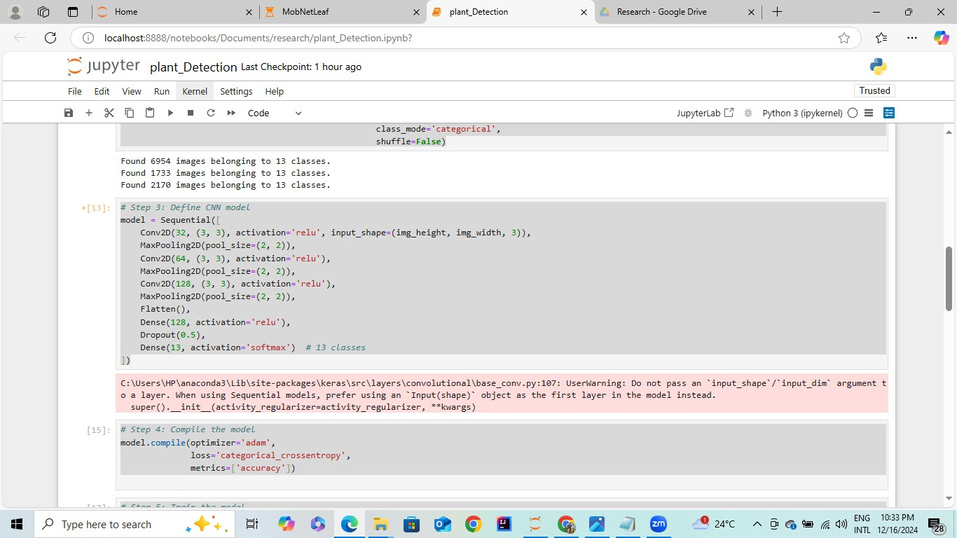 Home
MobNetLeaf
plant_Detection
Research - Google Drive
localhost:8888/notebooks/Documents/research/plant_Detection.ipynb?
jupyter plant_Detection Last Checkpoint: 1 hour ago
File Edit View Run Kernel Settings Help
Trusted
Code
JupyterLab
Python 3 (ipykernel)
class_mode='categorical',
shuffle=False)
Found 6954 images belonging to 13 classes.
Found 1733 images belonging to 13 classes.
Found 2170 images belonging to 13 classes.
[13]: # Step 3: Define CNN model
model = Sequential([
Conv2D(32, (3, 3), activation='relu', input_shape=(img_height, img_width, 3)),
MaxPooling2D(pool_size=(2, 2)),
Conv2D(64, (3, 3), activation='relu'),
MaxPooling2D(pool_size=(2, 2)),
Conv2D(128, (3, 3), activation='relu'),
MaxPooling2D(pool_size=(2, 2)),
Flatten(),
Dense(128, activation='relu'),
Dropout(0.5),
Dense(13, activation='softmax')  # 13 classes
])
C:\Users\HP\anaconda3\Lib\site-packages\keras\src\layers\convolutional\base_conv.py:107: UserWarning: Do not pass an `input_shape`/`input_dim` argument t
o a layer. When using Sequential models, prefer using an `Input(shape)` object as the first layer in the model instead.
super().__init__(activity_regularizer=activity_regularizer, **kwargs)
[15]: # Step 4: Compile the model
model.compile(optimizer='adam',
loss='categorical_crossentropy',
metrics=['accuracy'])
Type here to search
24°C
ENG
INTL
10:33 PM
12/16/2024
28